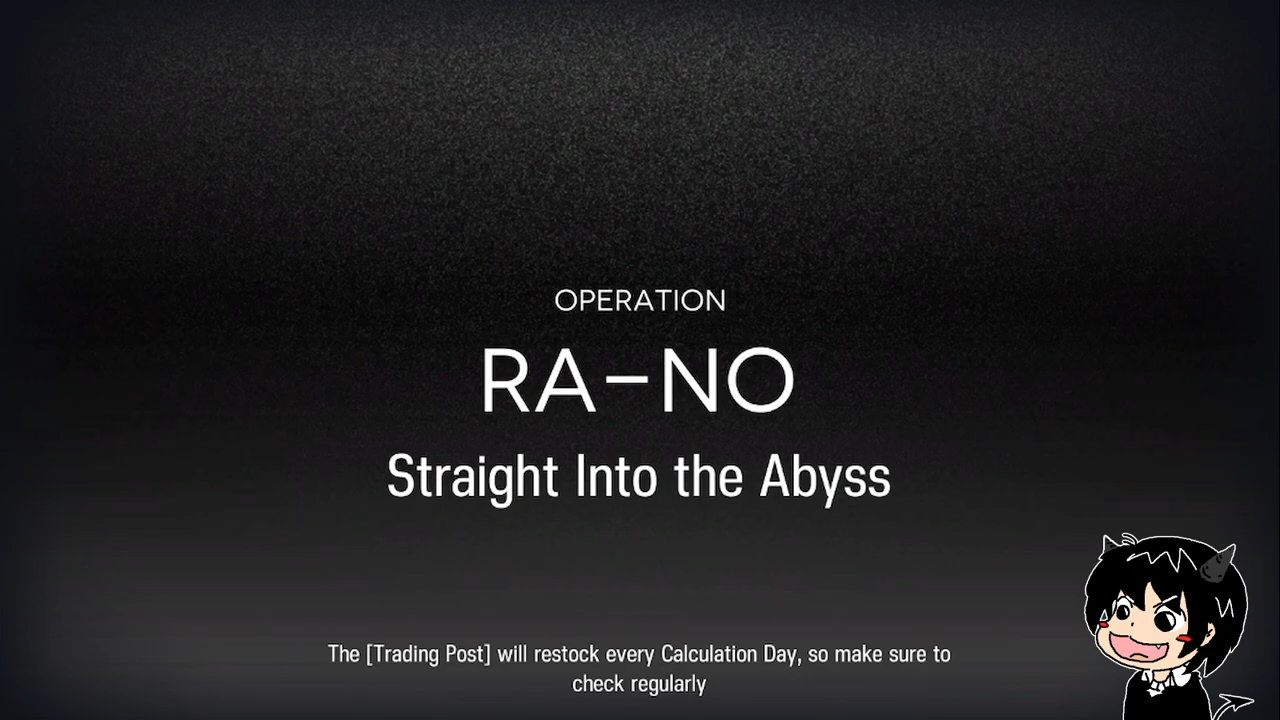 OPERATION
RA-NO
Straight Into the Abyss
The [Trading Post] will restock every Calculation Day, so make sure to
check regularly